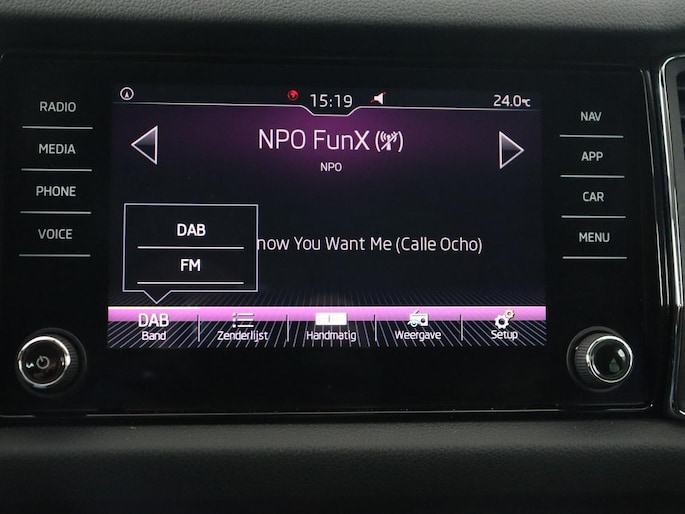 RADIO
MEDIA
PHONE
VOICE
15:19
24.0°C
NPO FunX
NPO
DAB
FM
now You Want Me (Calle Ocho)
DAB
Band
Zenderlijst
Handmatig
Weergave
Setup
NAV
APP
CAR
MENU